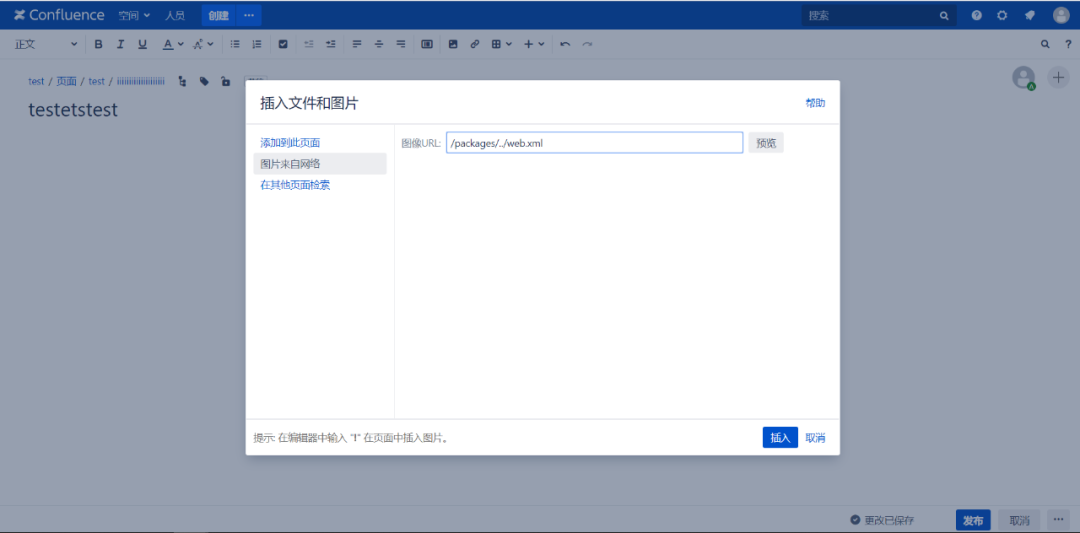 Confluence 空间 人员 创建 ··· 搜索
正文 B I U A
test / 页面 / test /
testetstest
插入文件和图片 帮助
添加到此页面
图片来自网络
在其他页面检索
图像URL: /packages/../web.xml 预览
提示: 在编辑器中输入 "!" 在页面中插入图片。
插入 取消
更改已保存 发布 取消 ···